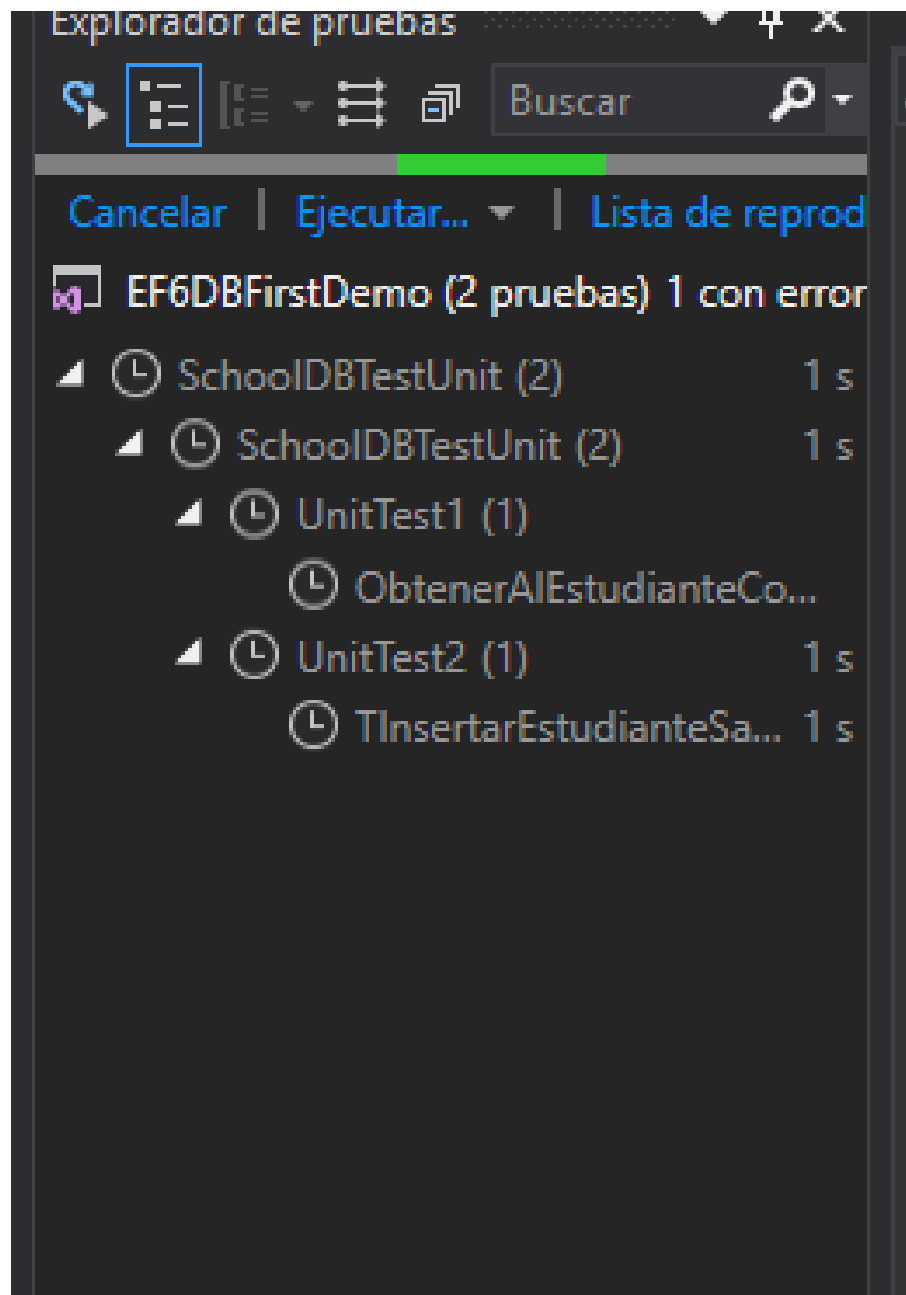 Explorador de pruebas
Buscar
Cancelar | Ejecutar... | Lista de reprod
EF6DBFirstDemo (2 pruebas) 1 con error
SchoolDBTestUnit (2) 1 s
SchoolDBTestUnit (2) 1 s
UnitTest1 (1)
ObtenerAlEstudianteCo...
UnitTest2 (1) 1 s
TInsertarEstudianteSa... 1 s